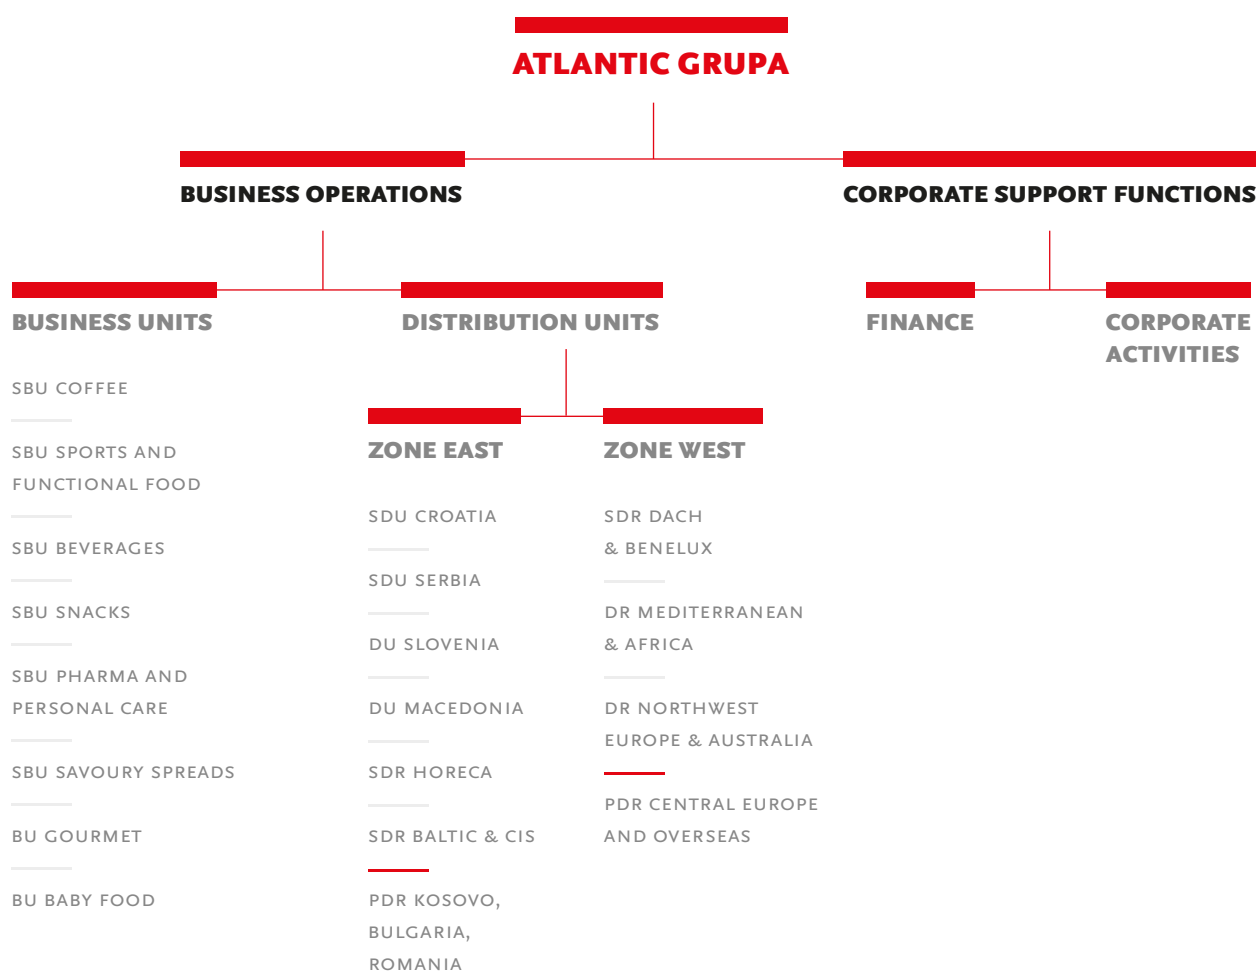 ATLANTIC GRUPA
BUSINESS OPERATIONS
CORPORATE SUPPORT FUNCTIONS
BUSINESS UNITS
DISTRIBUTION UNITS
FINANCE
CORPORATE
ACTIVITIES
SBU COFFEE
SBU SPORTS AND
FUNCTIONAL FOOD
SBU BEVERAGES
SBU SNACKS
SBU PHARMA AND
PERSONAL CARE
SBU SAVOURY SPREADS
BU GOURMET
BU BABY FOOD
ZONE EAST
SDU CROATIA
SDU SERBIA
DU SLOVENIA
DU MACEDONIA
SDR HORECA
SDR BALTIC & CIS
PDR KOSOVO,
BULGARIA,
ROMANIA
ZONE WEST
SDR DACH
& BENELUX
DR MEDITERRANEAN
& AFRICA
DR NORTHWEST
EUROPE & AUSTRALIA
PDR CENTRAL EUROPE
AND OVERSEAS